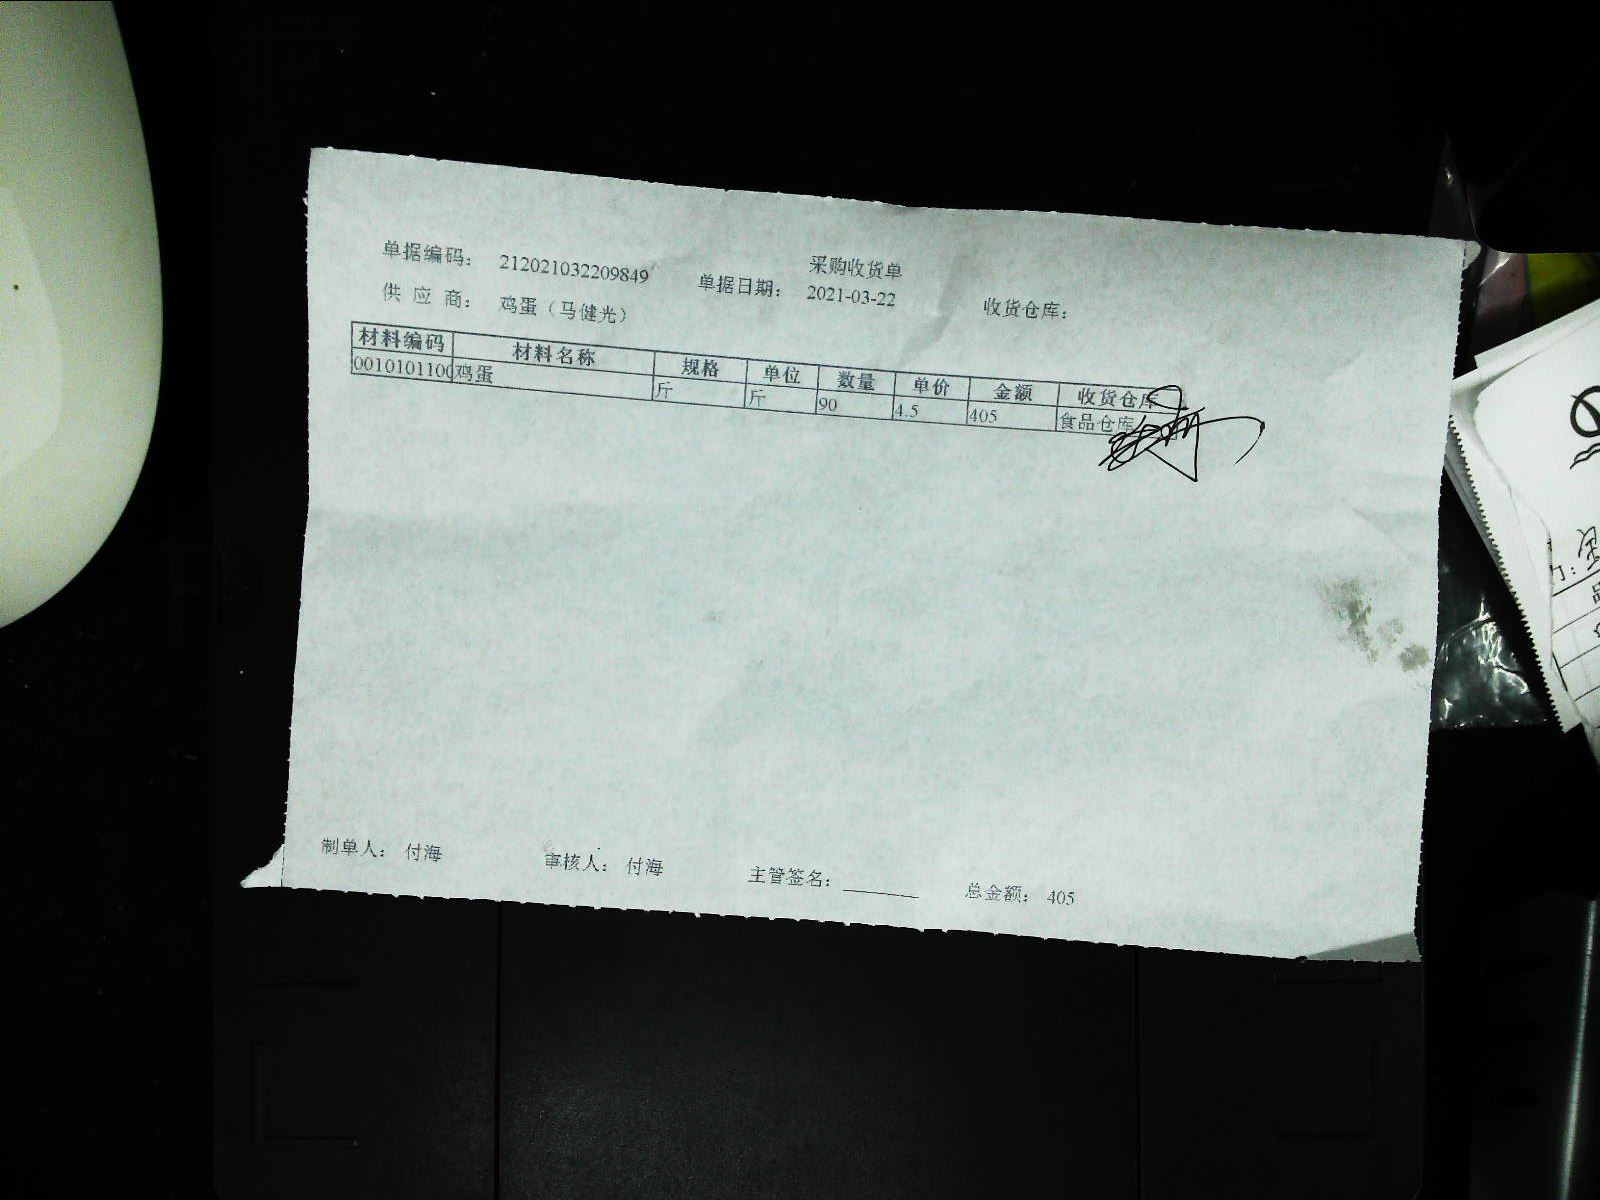 采购收货单
单据编码: 212021032209849 单据日期: 2021-03-22 收货仓库:
供 应 商: 鸡蛋（马健光）
材料编码 材料名称 规格 单位 数量 单价 金额 收货仓库
0010101100 鸡蛋 斤 斤 90 4.5 405 食品仓库
制单人: 付海 审核人: 付海 主管签名: 总金额: 405